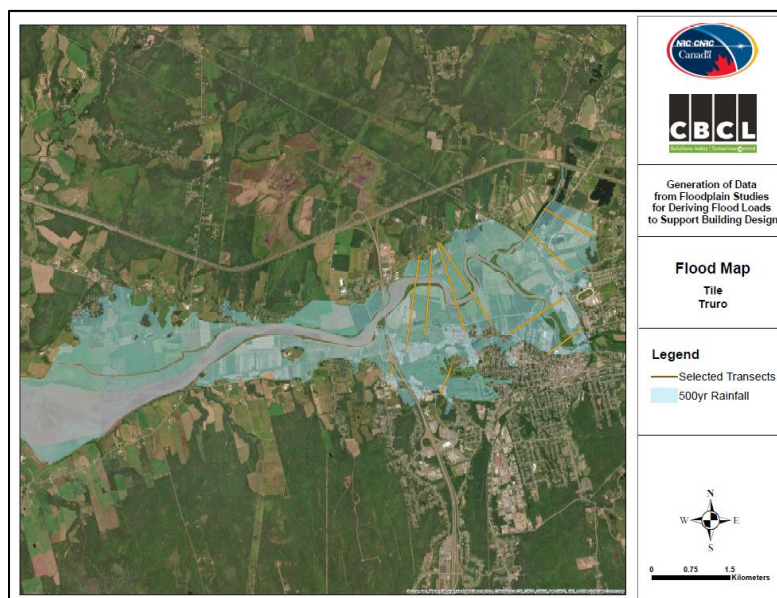 NRC·CNRC
Canada
CBCL
Solutions today | Tomorrow @ mind
Generation of Data
from Floodplain Studies
for Deriving Flood Loads
to Support Building Design
Flood Map
Tile
Truro
Legend
Selected Transects
500yr Rainfall
N
W E
S
0 0.75 1.5
Kilometers